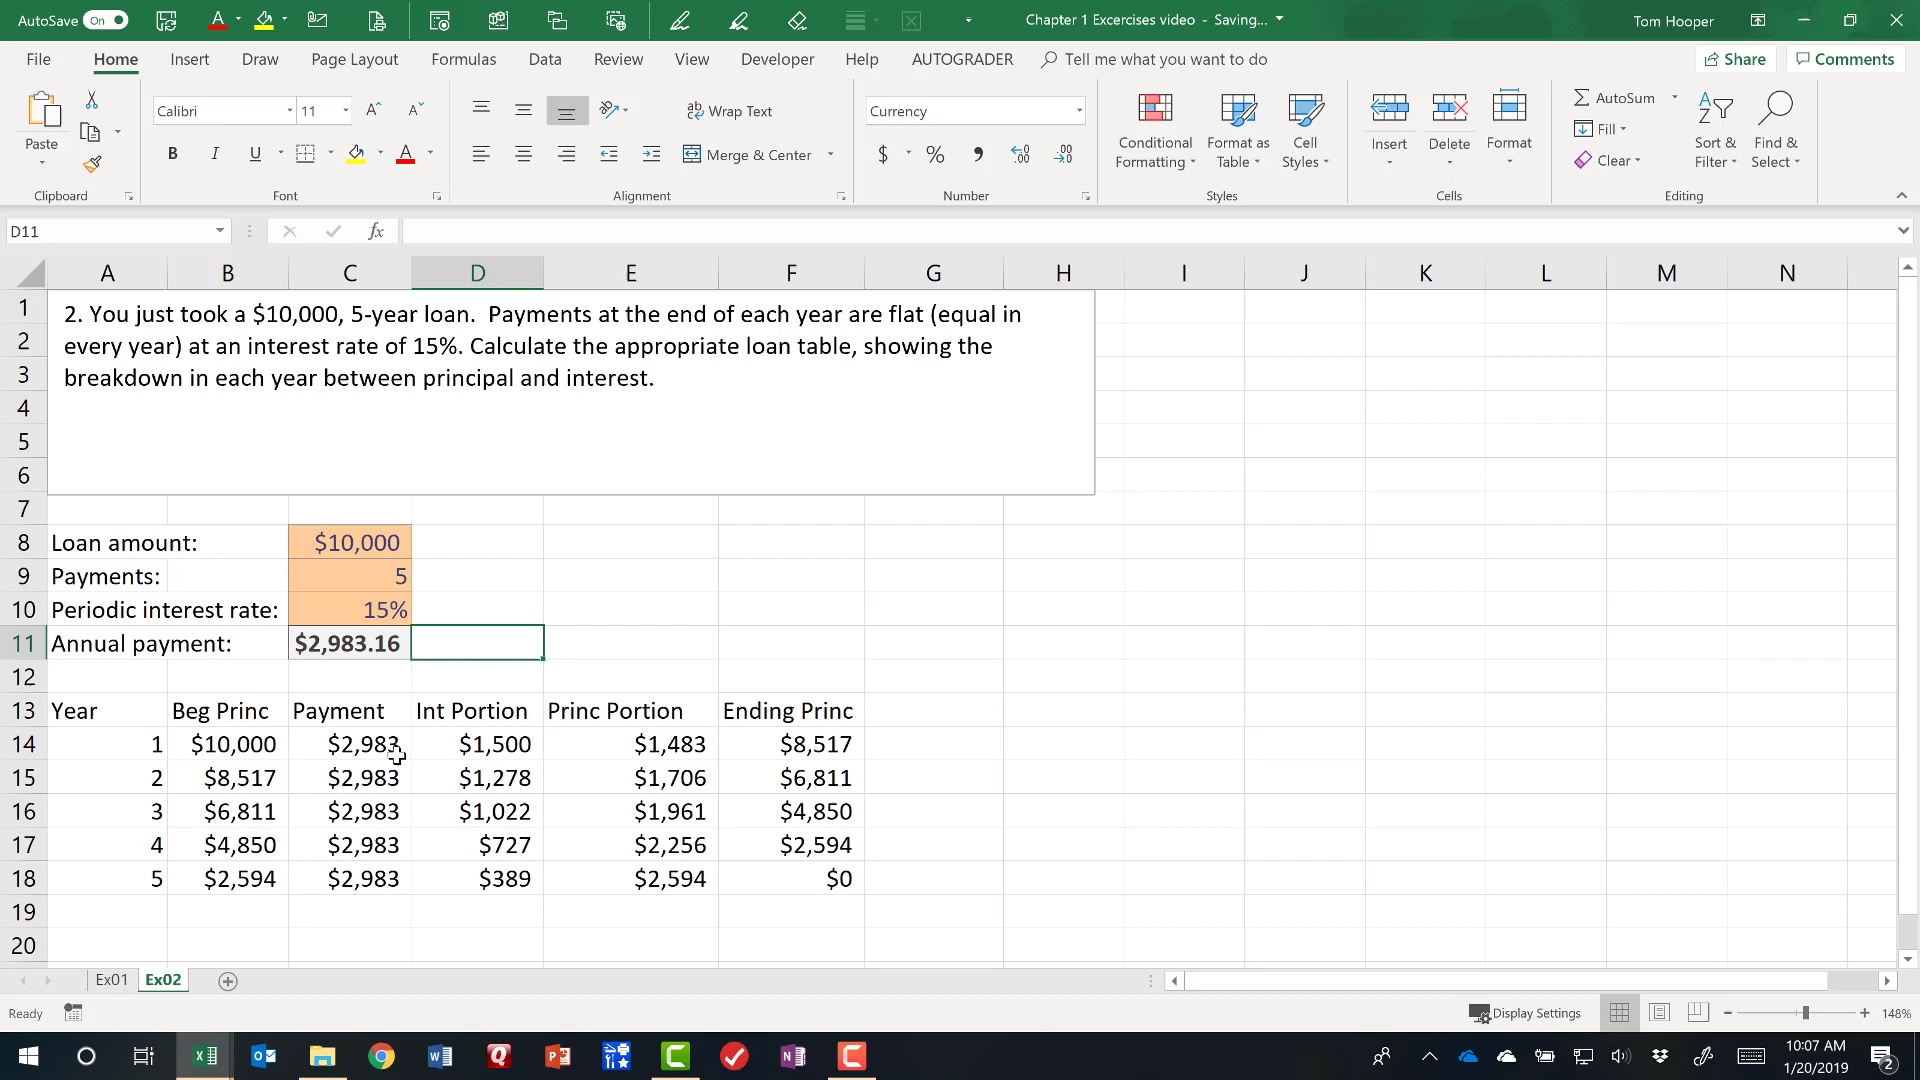 AutoSave On
Chapter 1 Excercises video - Saving...
Tom Hooper
File Home Insert Draw Page Layout Formulas Data Review View Developer Help AUTOGRADER Tell me what you want to do Share Comments
Paste
Calibri 11
Wrap Text
Merge & Center
Currency
Conditional Formatting
Format as Table
Cell Styles
Insert Delete Format
AutoSum
Fill
Clear
Sort & Filter
Find & Select
Clipboard Font Alignment Number Styles Cells Editing
D11 fx
A B C D E F G H I J K L M N
1
2
3
4
5
6
2. You just took a $10,000, 5-year loan. Payments at the end of each year are flat (equal in
every year) at an interest rate of 15%. Calculate the appropriate loan table, showing the
breakdown in each year between principal and interest.
7
8 Loan amount: $10,000
9 Payments: 5
10 Periodic interest rate: 15%
11 Annual payment: $2,983.16
12
13 Year Beg Princ Payment Int Portion Princ Portion Ending Princ
14 1 $10,000 $2,983 $1,500 $1,483 $8,517
15 2 $8,517 $2,983 $1,278 $1,706 $6,811
16 3 $6,811 $2,983 $1,022 $1,961 $4,850
17 4 $4,850 $2,983 $727 $2,256 $2,594
18 5 $2,594 $2,983 $389 $2,594 $0
19
20
Ex01 Ex02
Ready
Display Settings
148%
10:07 AM
1/20/2019
2